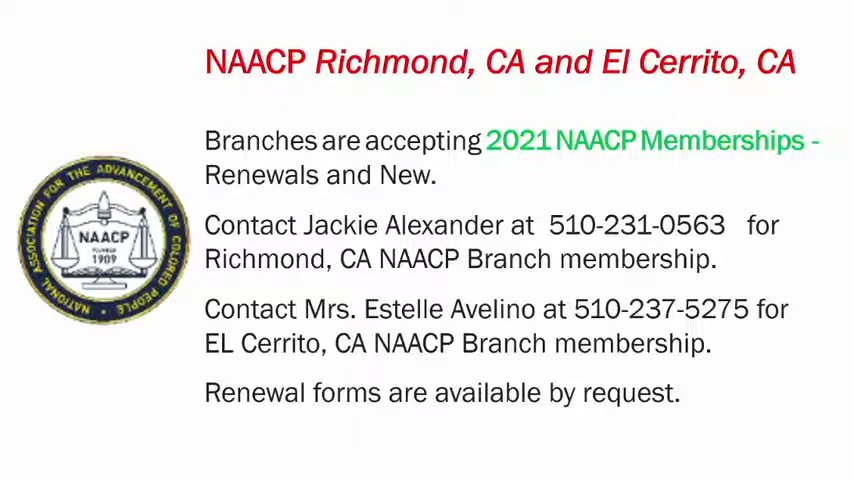 NAACP Richmond, CA and El Cerrito, CA
Branches are accepting 2021 NAACP Memberships -
Renewals and New.
Contact Jackie Alexander at 510-231-0563 for
Richmond, CA NAACP Branch membership.
Contact Mrs. Estelle Avelino at 510-237-5275 for
EL Cerrito, CA NAACP Branch membership.
Renewal forms are available by request.
NATIONAL ASSOCIATION FOR THE ADVANCEMENT OF COLORED PEOPLE
NAACP
FOUNDED
1909